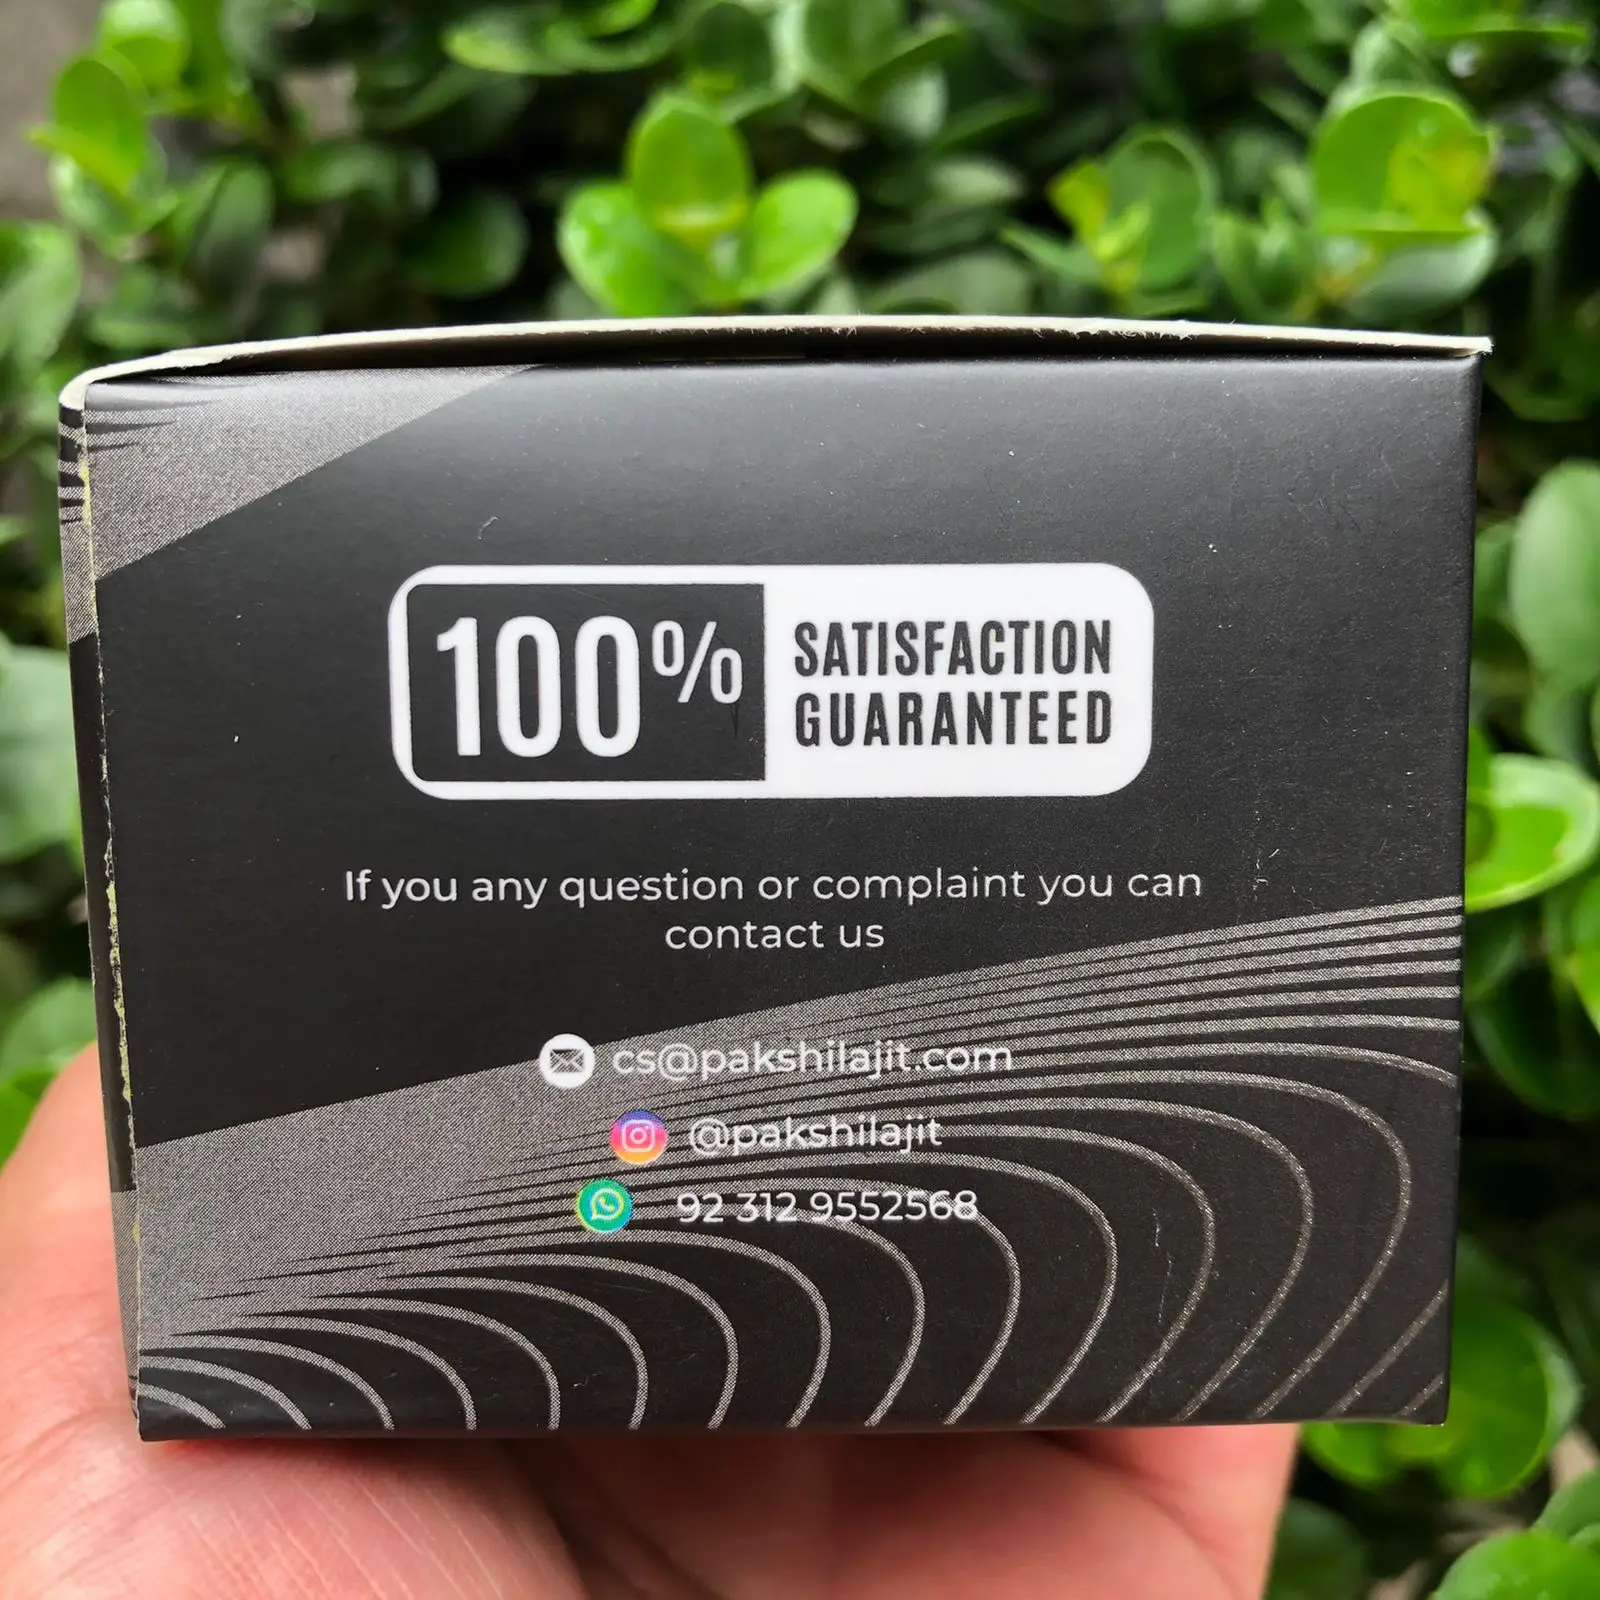 100% SATISFACTION
GUARANTEED
If you any question or complaint you can
contact us
cs@pakshilajit.com
@pakshilajit
92 312 9552568